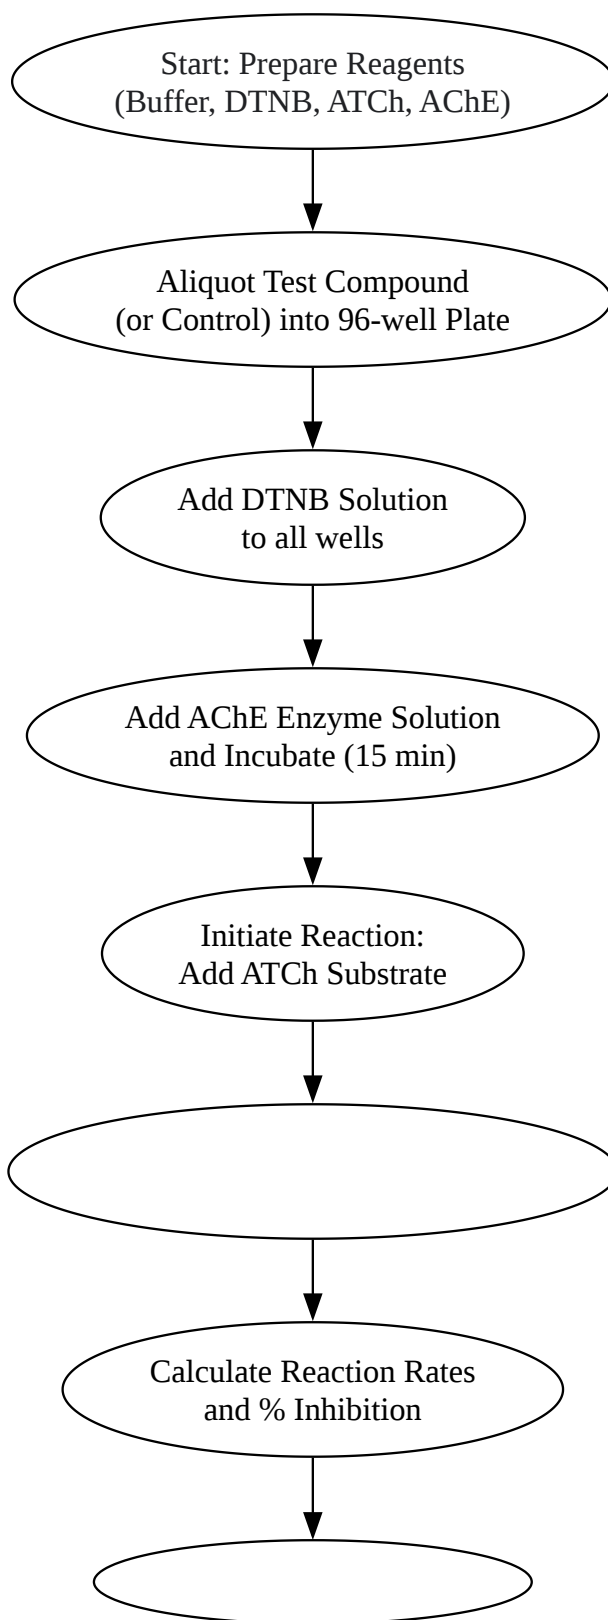 Start: Prepare Reagents
(Buffer, DTNB, ATCh, AChE)
Aliquot Test Compound
(or Control) into 96-well Plate
Add DTNB Solution
to all wells
Add AChE Enzyme Solution
and Incubate (15 min)
Initiate Reaction:
Add ATCh Substrate
Calculate Reaction Rates
and % Inhibition